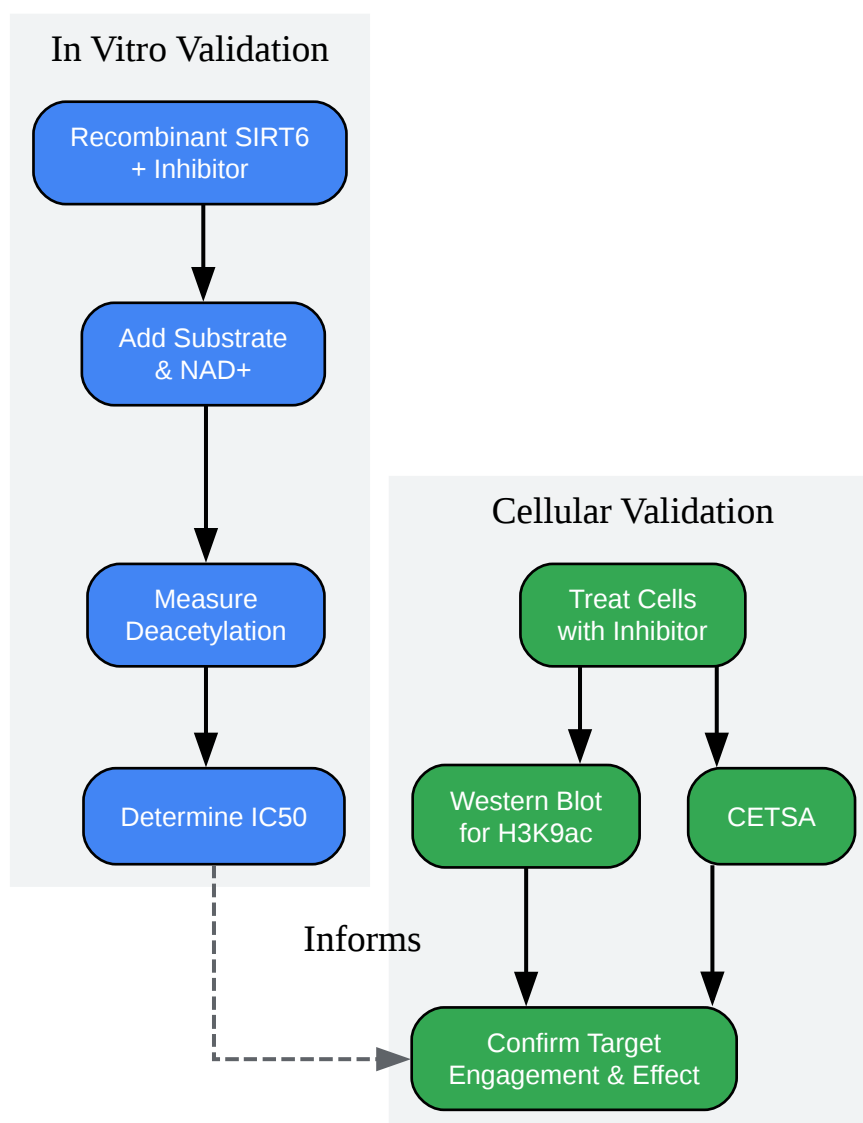 In Vitro Validation
Recombinant SIRT6
+ Inhibitor
Add Substrate
& NAD+
Measure
Deacetylation
Determine IC50
Informs
Cellular Validation
Treat Cells
with Inhibitor
Western Blot
for H3K9ac
CETSA
Confirm Target
Engagement & Effect